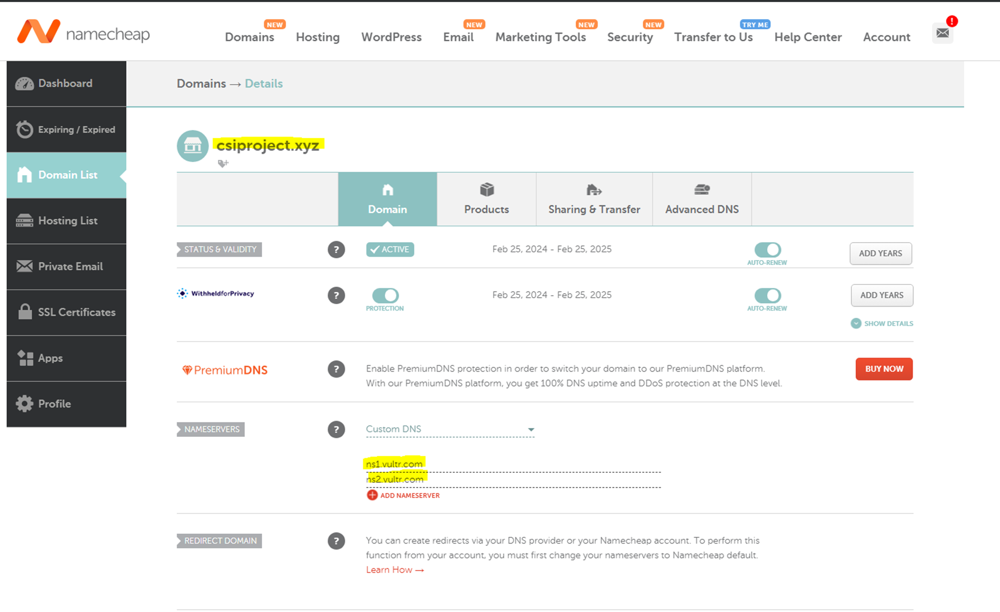 namecheap
NEW NEW NEW NEW TRY ME !
Domains Hosting WordPress Email Marketing Tools Security Transfer to Us Help Center Account
Dashboard
Expiring / Expired
Domain List
Hosting List
Private Email
SSL Certificates
Apps
Profile
Domains → Details
csiproject.xyz
Domain Products Sharing & Transfer Advanced DNS
STATUS & VALIDITY ? ACTIVE Feb 25, 2024 - Feb 25, 2025 AUTO-RENEW ADD YEARS
WithheldforPrivacy ? PROTECTION Feb 25, 2024 - Feb 25, 2025 AUTO-RENEW ADD YEARS
SHOW DETAILS
PremiumDNS ? Enable PremiumDNS protection in order to switch your domain to our PremiumDNS platform. BUY NOW
With our PremiumDNS platform, you get 100% DNS uptime and DDoS protection at the DNS level.
NAMESERVERS ? Custom DNS
ns1.vultr.com
ns2.vultr.com
ADD NAMESERVER
REDIRECT DOMAIN ? You can create redirects via your DNS provider or your Namecheap account. To perform this
function from your account, you must first change your nameservers to Namecheap default.
Learn How →